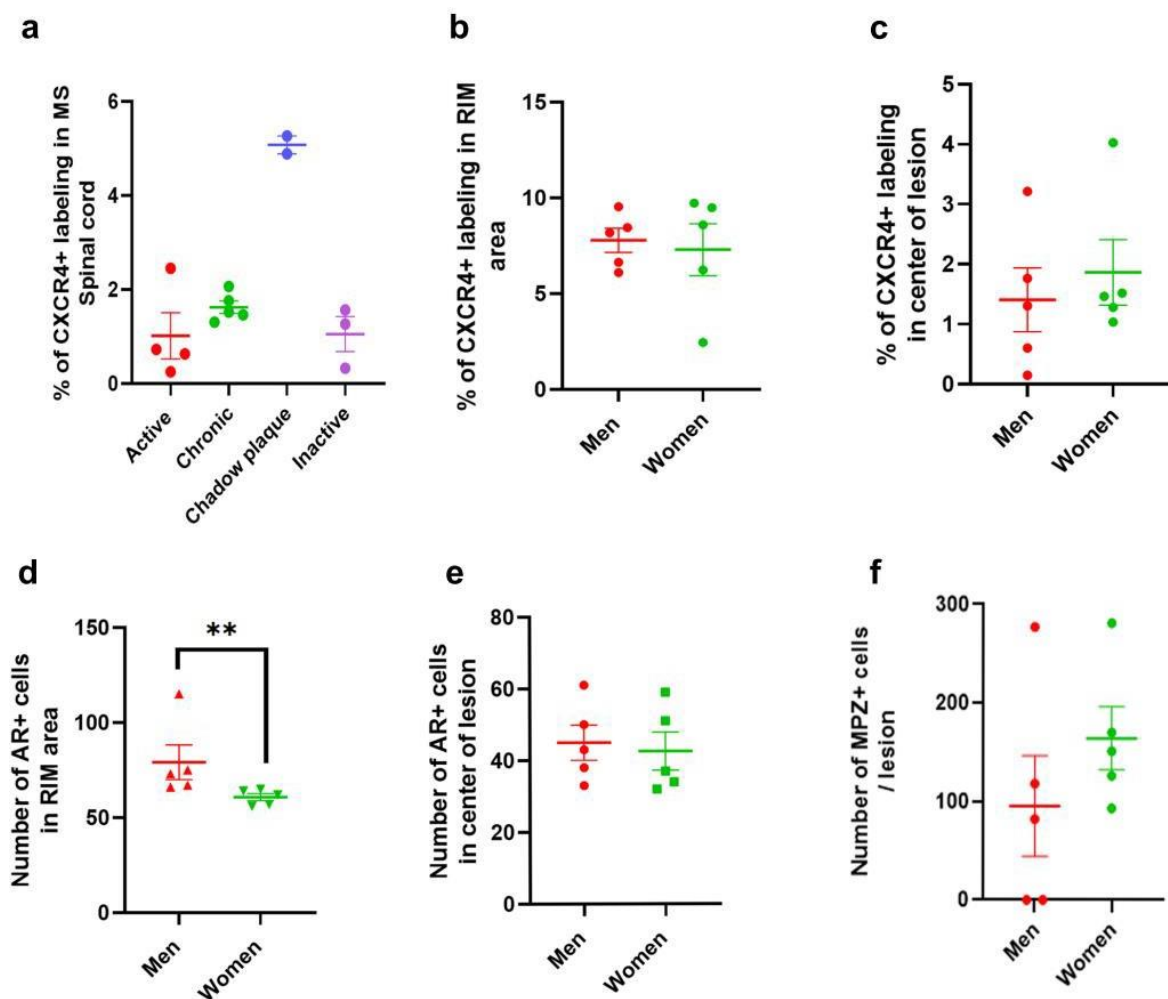 a
% of CXCR4+ labeling in MS
Spinal cord
6
4
2
0
Active
Chronic
Chadow plaque
Inactive
b
% of CXCR4+ labeling in RIM
area
15
10
5
0
Men
Women
c
% of CXCR4+ labeling
in center of lesion
5
4
3
2
1
0
Men
Women
d
Number of AR+ cells
in RIM area
150
100
50
0
**
Men
Women
e
Number of AR+ cells
in center of lesion
80
60
40
20
0
Men
Women
f
Number of MPZ+ cells
/ lesion
300
200
100
0
Men
Women